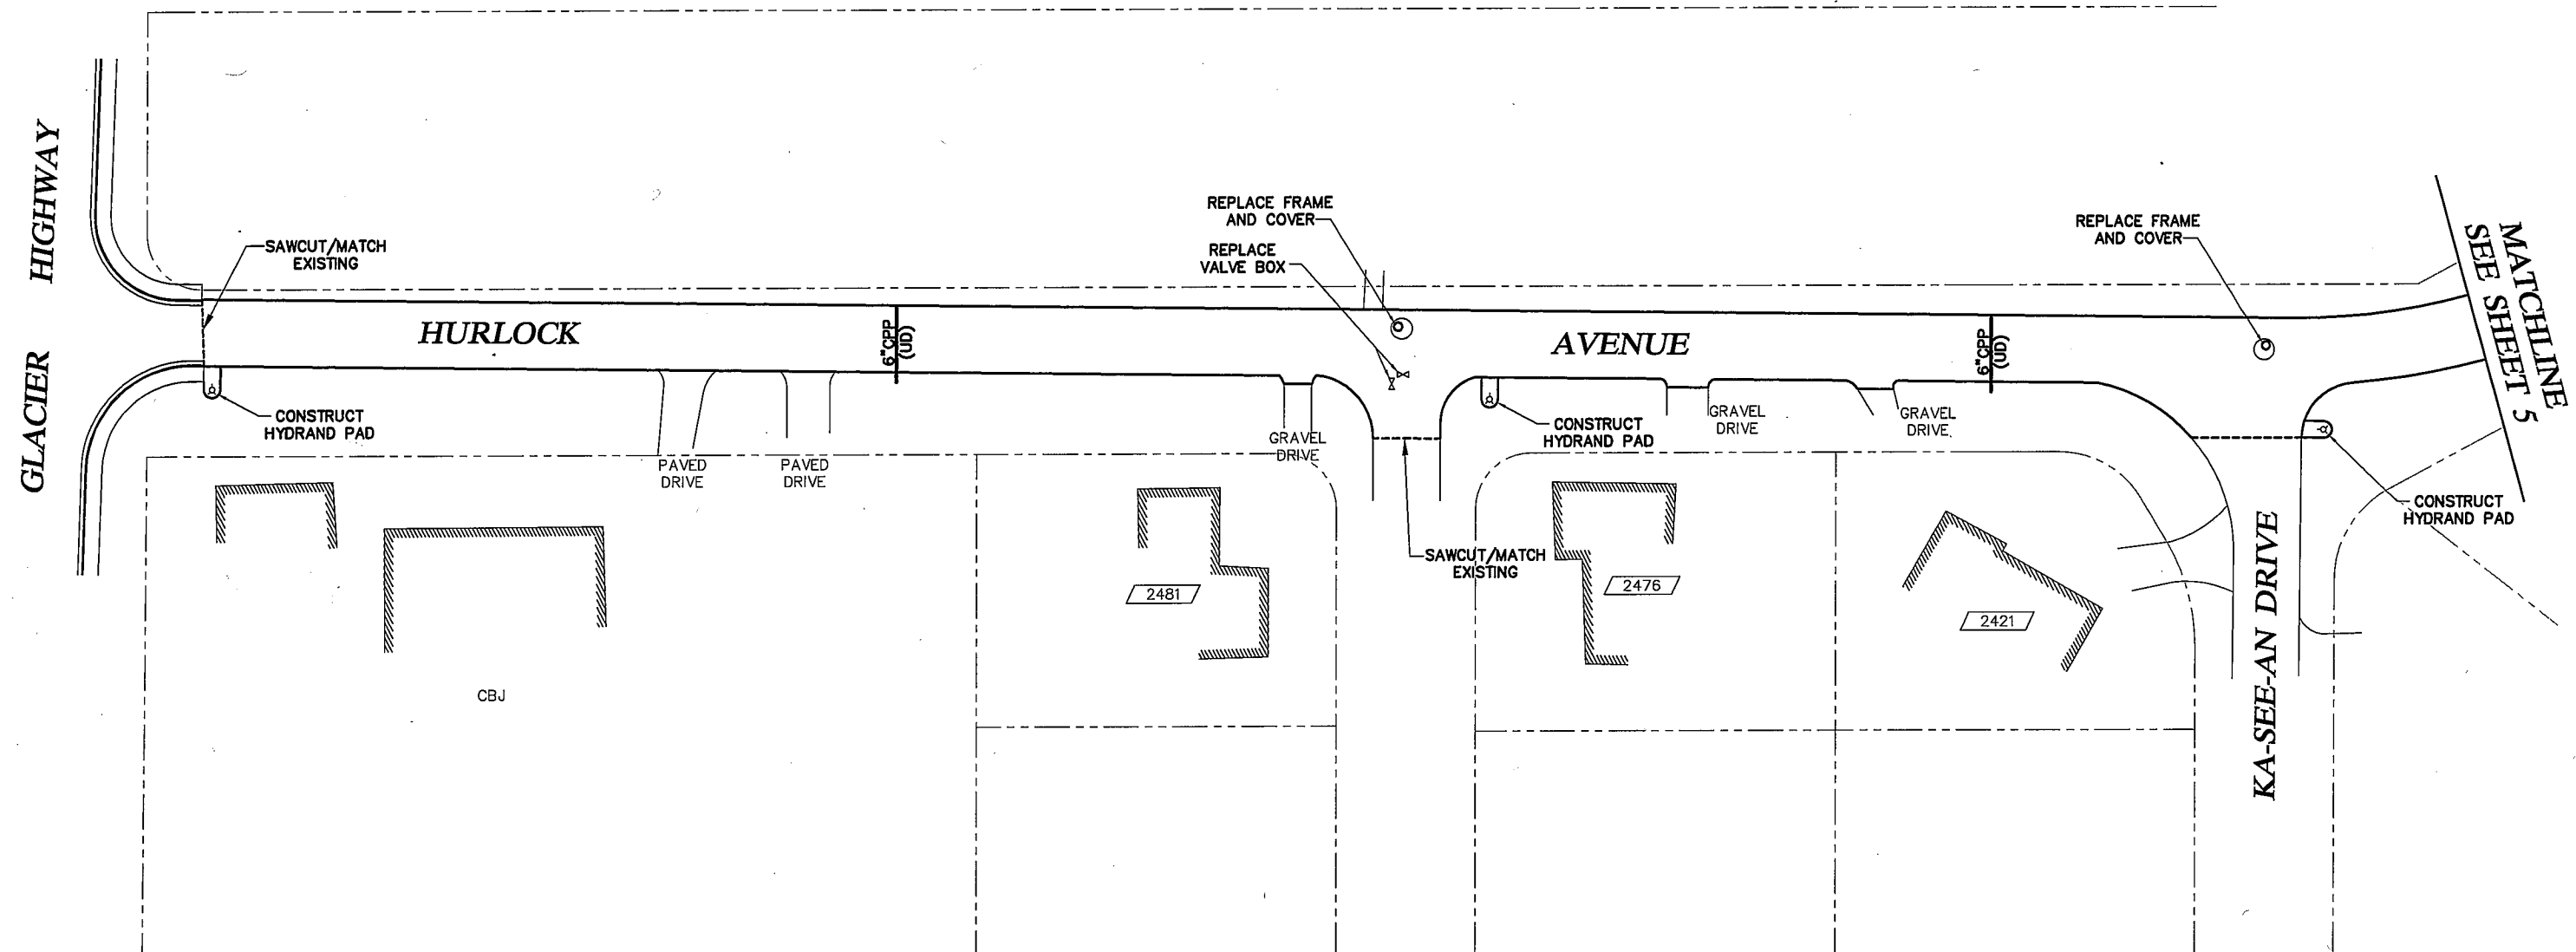 GLACIER HIGHWAY
SAWCUT/MATCH
EXISTING
HURLOCK AVENUE
CONSTRUCT
HYDRAND PAD
PAVED
DRIVE
PAVED
DRIVE
6"CPP
(UD)
REPLACE FRAME
AND COVER
REPLACE
VALVE BOX
GRAVEL
DRIVE
CONSTRUCT
HYDRAND PAD
SAWCUT/MATCH
EXISTING
GRAVEL
DRIVE
GRAVEL
DRIVE
6"CPP
(UD)
REPLACE FRAME
AND COVER
MATCHLINE
SEE SHEET 5
CONSTRUCT
HYDRAND PAD
KA-SEE-AN DRIVE
CBJ
2481
2476
2421